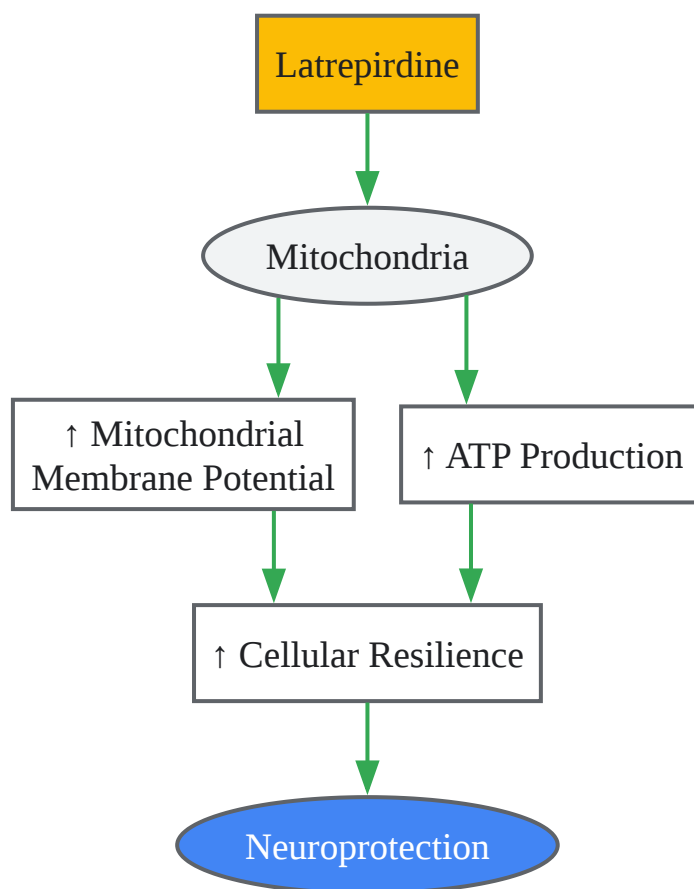 Latrepirdine
Mitochondria
↑ Mitochondrial
Membrane Potential
↑ ATP Production
↑ Cellular Resilience
Neuroprotection